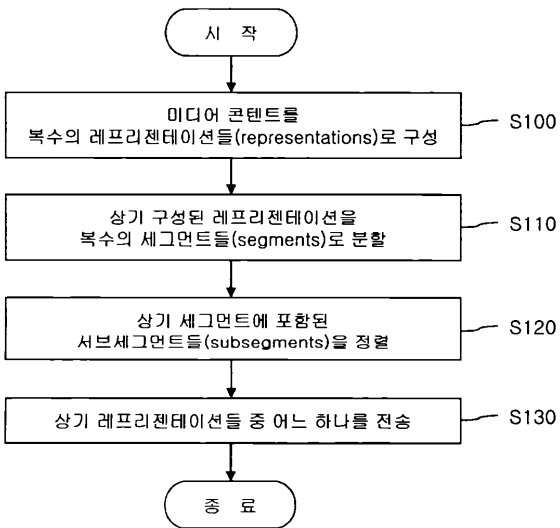 시 작
미디어 콘텐트를
복수의 레프리젠테이션들(representations)로 구성
S100
상기 구성된 레프리젠테이션을
복수의 세그먼트들(segments)로 분할
S110
상기 세그먼트에 포함된
서브세그먼트들(subsegments)을 정렬
S120
상기 레프리젠테이션들 중 어느 하나를 전송
S130
종 료